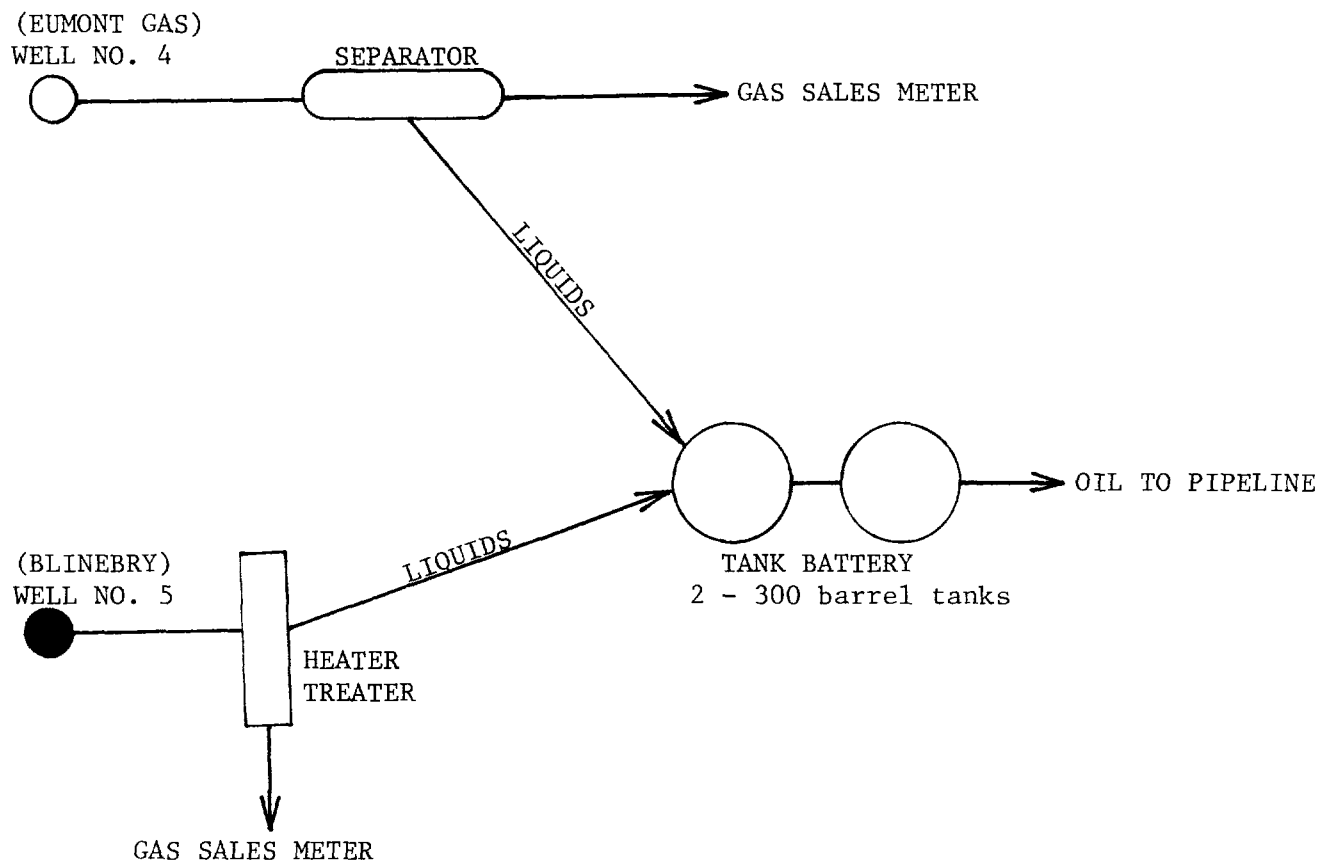 (EUMONT GAS)
WELL NO. 4
SEPARATOR
GAS SALES METER
LIQUIDS
OIL TO PIPELINE
TANK BATTERY
2 - 300 barrel tanks
LIQUIDS
(BLINEBRY)
WELL NO. 5
HEATER
TREATER
GAS SALES METER